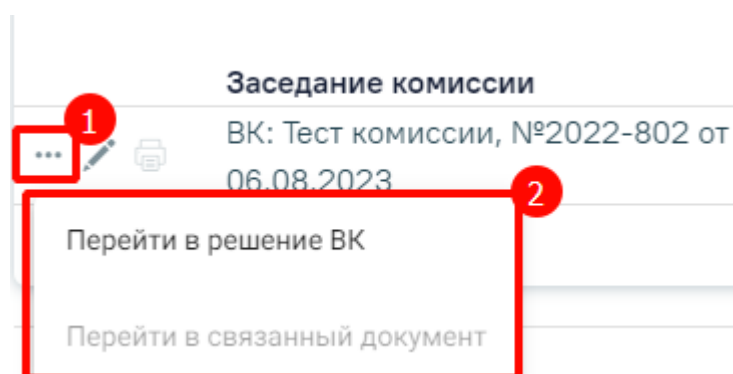 Заседание комиссии
1
ВК: Тест комиссии, №2022-802 от
06.08.2023
2
Перейти в решение ВК
Перейти в связанный документ